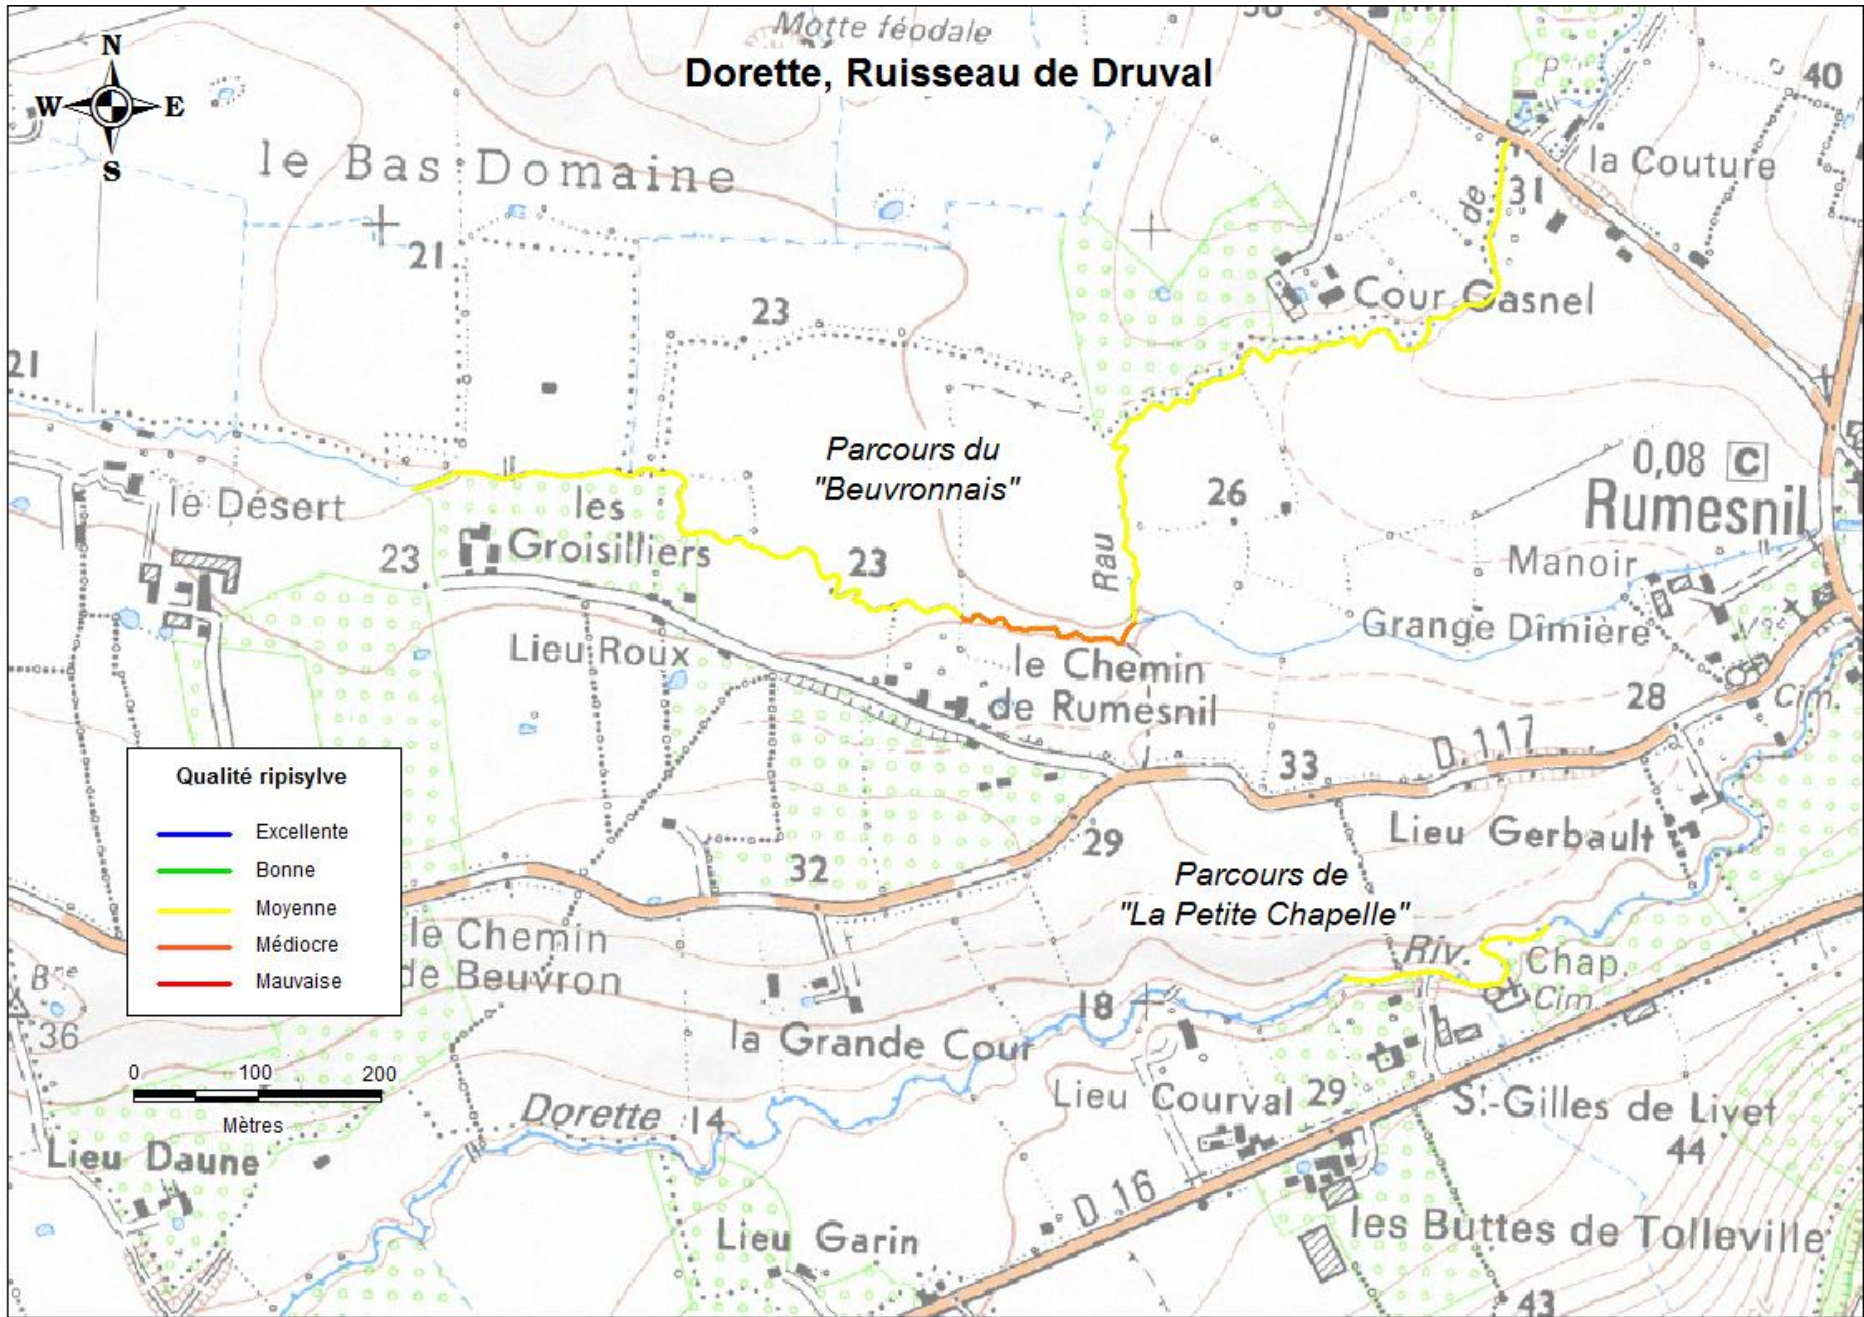 Motte féodale
Dorette, Ruisseau de Druval
N
W E
S
40
le Bas Domaine
la Couture
31
de
21
23
Cour Gasnel
21
Parcours du
"Beuvronnais"
0,08 C
Rumesnil
26
le Désert
les
Groisilliers
23
23
Rau
Manoir
Grange Dîmière
Lieu Roux
le Chemin
de Rumesnil
28
Cim.
D 117
33
Qualité ripisylve
Excellente
Bonne
Moyenne
Médiocre
Mauvaise
29
32
Lieu Gerbault
Parcours de
"La Petite Chapelle"
le Chemin
de Beuvron
Riv.
Chap.
Cim.
Bne
36
18
la Grande Cour
0 100 200
Mètres
Dorette 14
Lieu Courval 29
St-Gilles de Livet
44
Lieu Daune
D 16
Lieu Garin
les Buttes de Tolleville
43